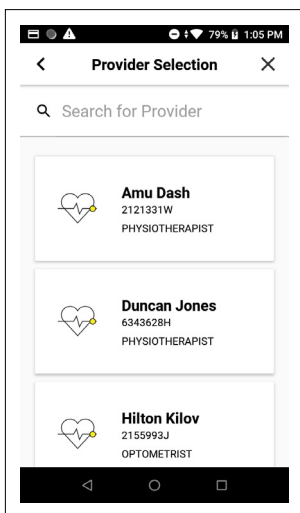 79% 1:05 PM
Provider Selection
Search for Provider
Amu Dash
2121331W
PHYSIOTHERAPIST
Duncan Jones
6343628H
PHYSIOTHERAPIST
Hilton Kilov
2155993J
OPTOMETRIST